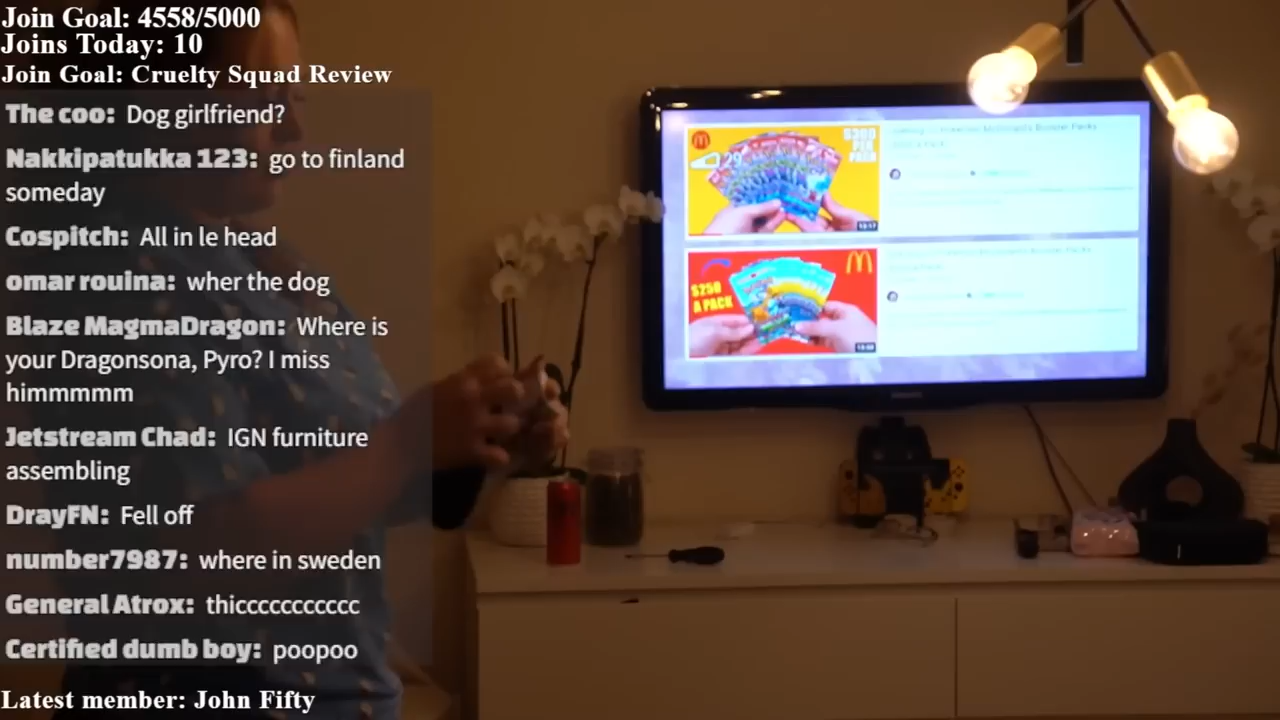 Join Goal: 4558/5000
Joins Today: 10
Join Goal: Cruelty Squad Review
The coo: Dog girlfriend?
Nakkipatukka 123: go to finland
someday
Cospitch: All in le head
omar rouina: wher the dog
Blaze MagmaDragon: Where is
your Dragonsona, Pyro? I miss
himmmmm
Jetstream Chad: IGN furniture
assembling
DrayFN: Fell off
number7987: where in sweden
General Atrox: thiccccccccccc
Certified dumb boy: poopoo
Latest member: John Fifty
$300
PER
PACK
29
$250
A PACK